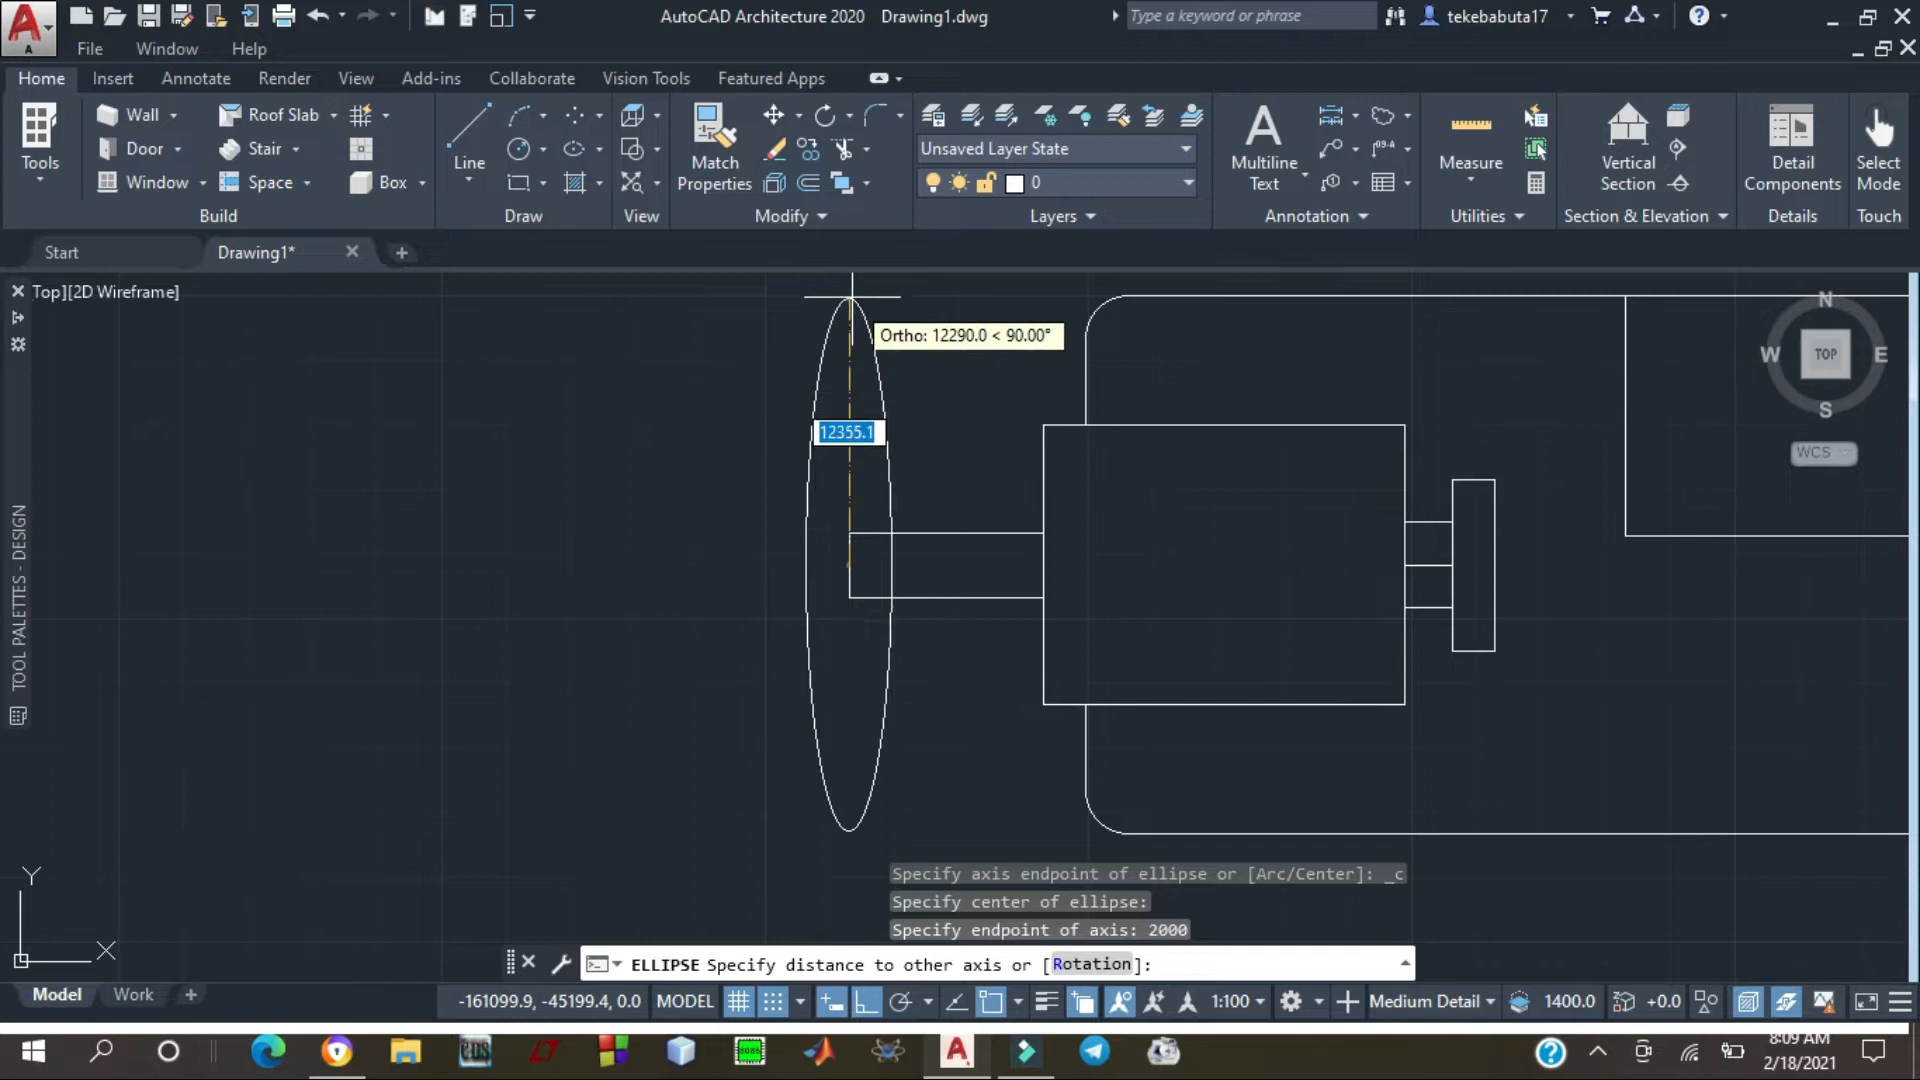 AutoCAD Architecture 2020 Drawing1.dwg
Type a keyword or phrase
tekebabuta17
File Window Help
Home Insert Annotate Render View Add-ins Collaborate Vision Tools Featured Apps
Tools
Wall
Door
Window
Roof Slab
Stair
Space
Box
Build
Line
Draw
View
Match
Properties
Modify
Unsaved Layer State
0
Layers
Multiline
Text
Annotation
Measure
Utilities
Vertical
Section
Section & Elevation
Detail
Components
Details
Select
Mode
Touch
Start
Drawing1*
Top][2D Wireframe]
Ortho: 12290.0 < 90.00°
12355.1
N
W
TOP
E
S
WCS
TOOL PALETTES - DESIGN
Y
X
Specify axis endpoint of ellipse or [Arc/Center]: _c
Specify center of ellipse:
Specify endpoint of axis: 2000
ELLIPSE Specify distance to other axis or [Rotation]:
Model Work
-161099.9, -45199.4, 0.0 MODEL
1:100
Medium Detail
1400.0
+0.0
8:09 AM
2/18/2021